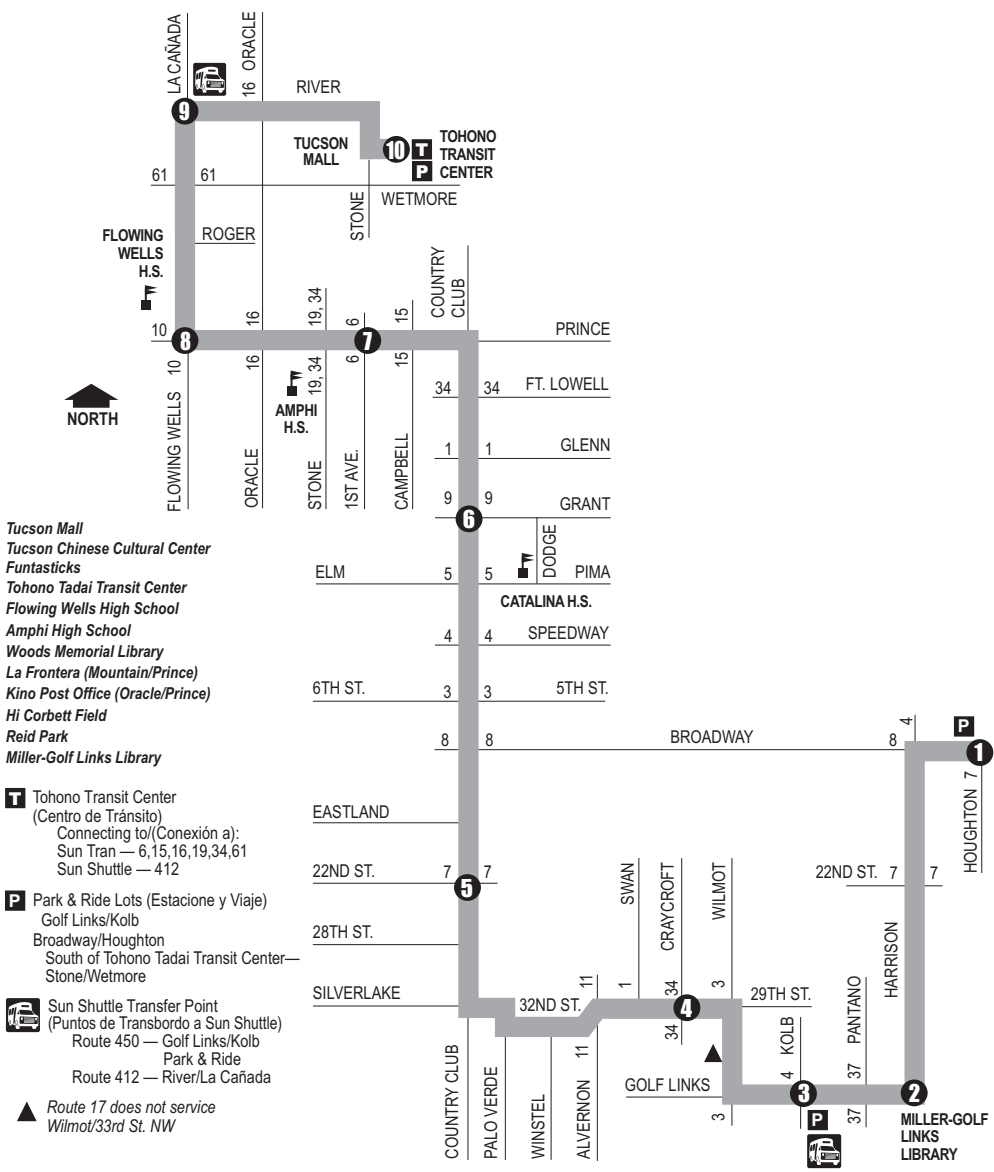 LA CAÑADA
16 ORACLE
RIVER
9
TUCSON
MALL
10
T
P
TOHONO
TRANSIT
CENTER
61
61
WETMORE
STONE
ROGER
FLOWING
WELLS
H.S.
COUNTRY
CLUB
10
8
16
19, 34
6
7
15
PRINCE
10
16
19, 34
6
15
34
34
FT. LOWELL
NORTH
AMPHI
H.S.
FLOWING WELLS
ORACLE
STONE
1ST AVE.
CAMPBELL
1
1
GLENN
9
9
GRANT
6
DODGE
ELM
5
5
PIMA
CATALINA H.S.
4
4
SPEEDWAY
6TH ST.
3
3
5TH ST.
8
8
BROADWAY
8
4
P
1
HOUGHTON 7
EASTLAND
22ND ST.
7
7
5
22ND ST.
7
7
28TH ST.
SWAN
CRAYCROFT
WILMOT
HARRISON
SILVERLAKE
32ND ST.
11
1
34
3
29TH ST.
4
34
11
KOLB
4
PANTANO
37
GOLF LINKS
3
3
37
2
P
MILLER-GOLF
LINKS
LIBRARY
COUNTRY CLUB
PALO VERDE
WINSTEL
ALVERNON
Tucson Mall
Tucson Chinese Cultural Center
Funtasticks
Tohono Tadai Transit Center
Flowing Wells High School
Amphi High School
Woods Memorial Library
La Frontera (Mountain/Prince)
Kino Post Office (Oracle/Prince)
Hi Corbett Field
Reid Park
Miller-Golf Links Library
T Tohono Transit Center
(Centro de Tránsito)
Connecting to/(Conexión a):
Sun Tran — 6,15,16,19,34,61
Sun Shuttle — 412
P Park & Ride Lots (Estacione y Viaje)
Golf Links/Kolb
Broadway/Houghton
South of Tohono Tadai Transit Center—
Stone/Wetmore
Sun Shuttle Transfer Point
(Puntos de Transbordo a Sun Shuttle)
Route 450 — Golf Links/Kolb
Park & Ride
Route 412 — River/La Cañada
Route 17 does not service
Wilmot/33rd St. NW